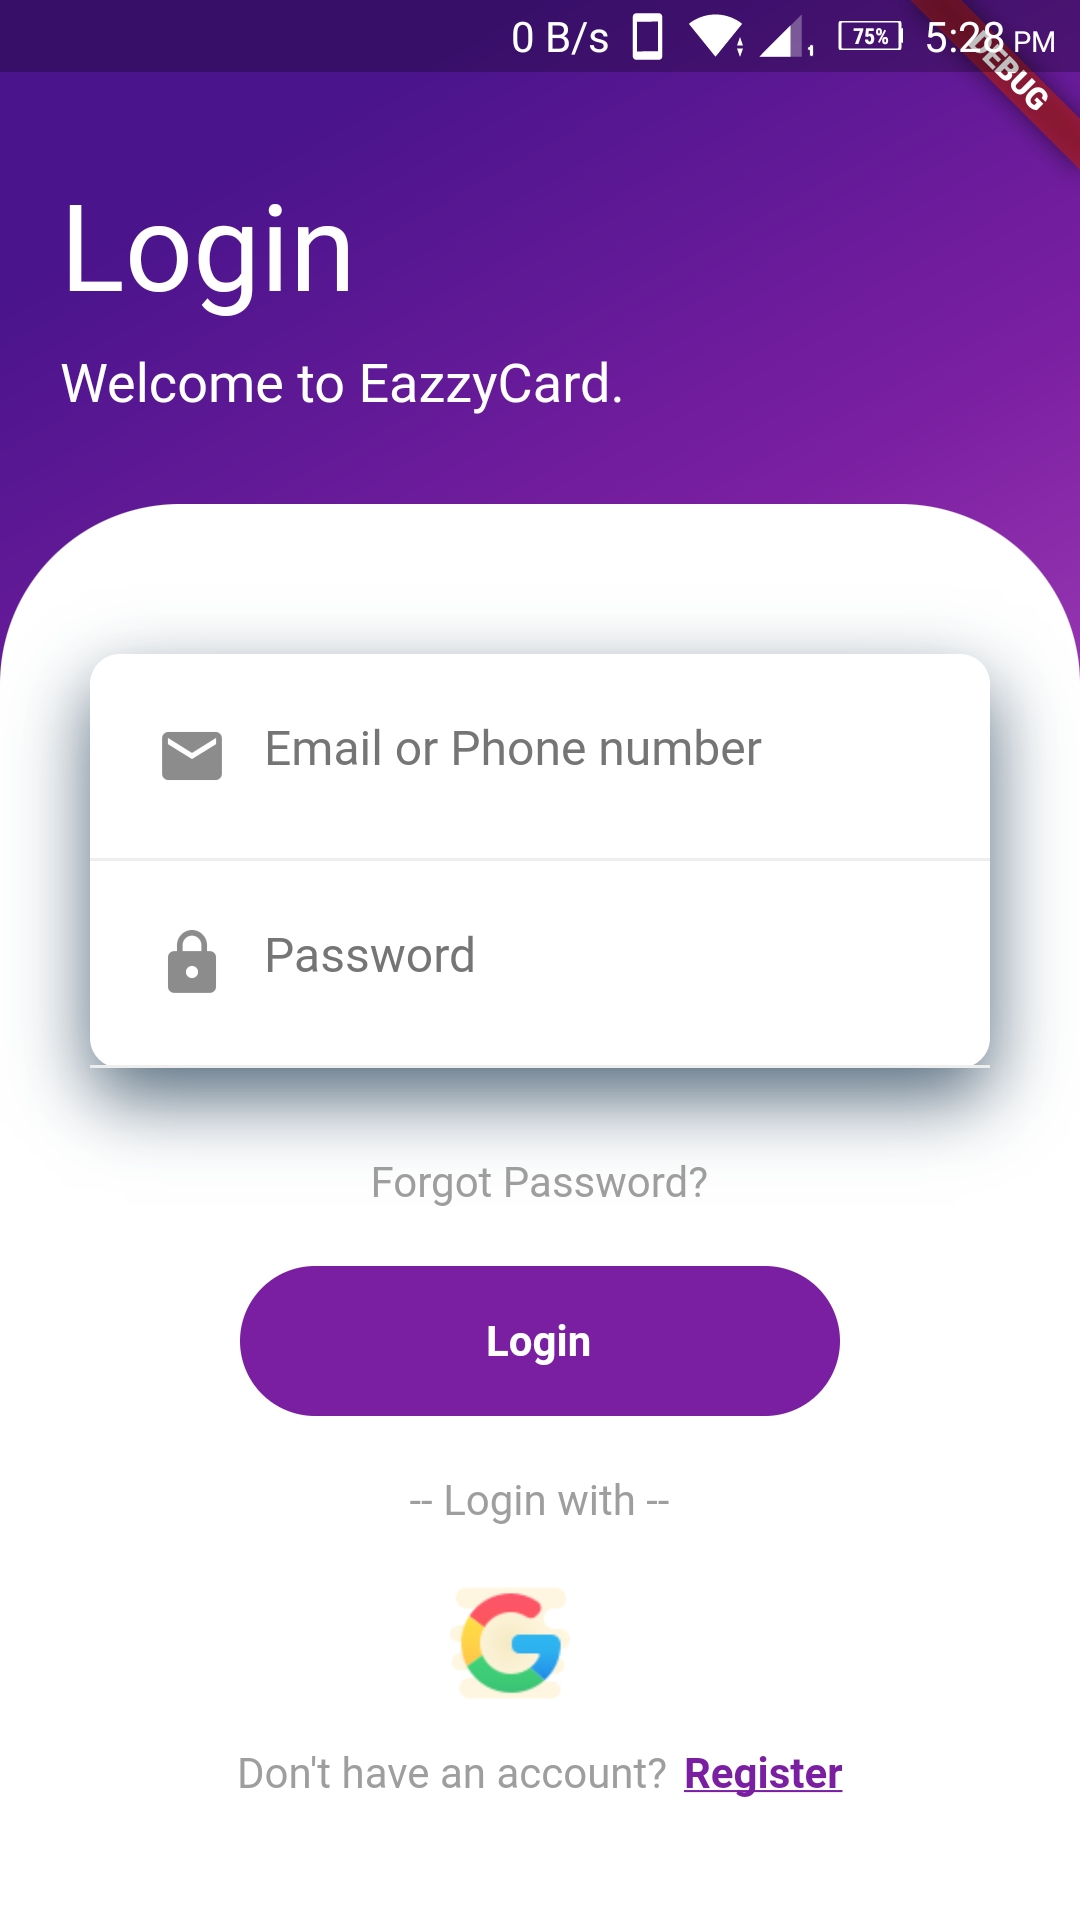 0 B/s 75% 5:28 PM
DEBUG
Login
Welcome to EazzyCard.
Email or Phone number
Password
Forgot Password?
Login
-- Login with --
Don't have an account? Register